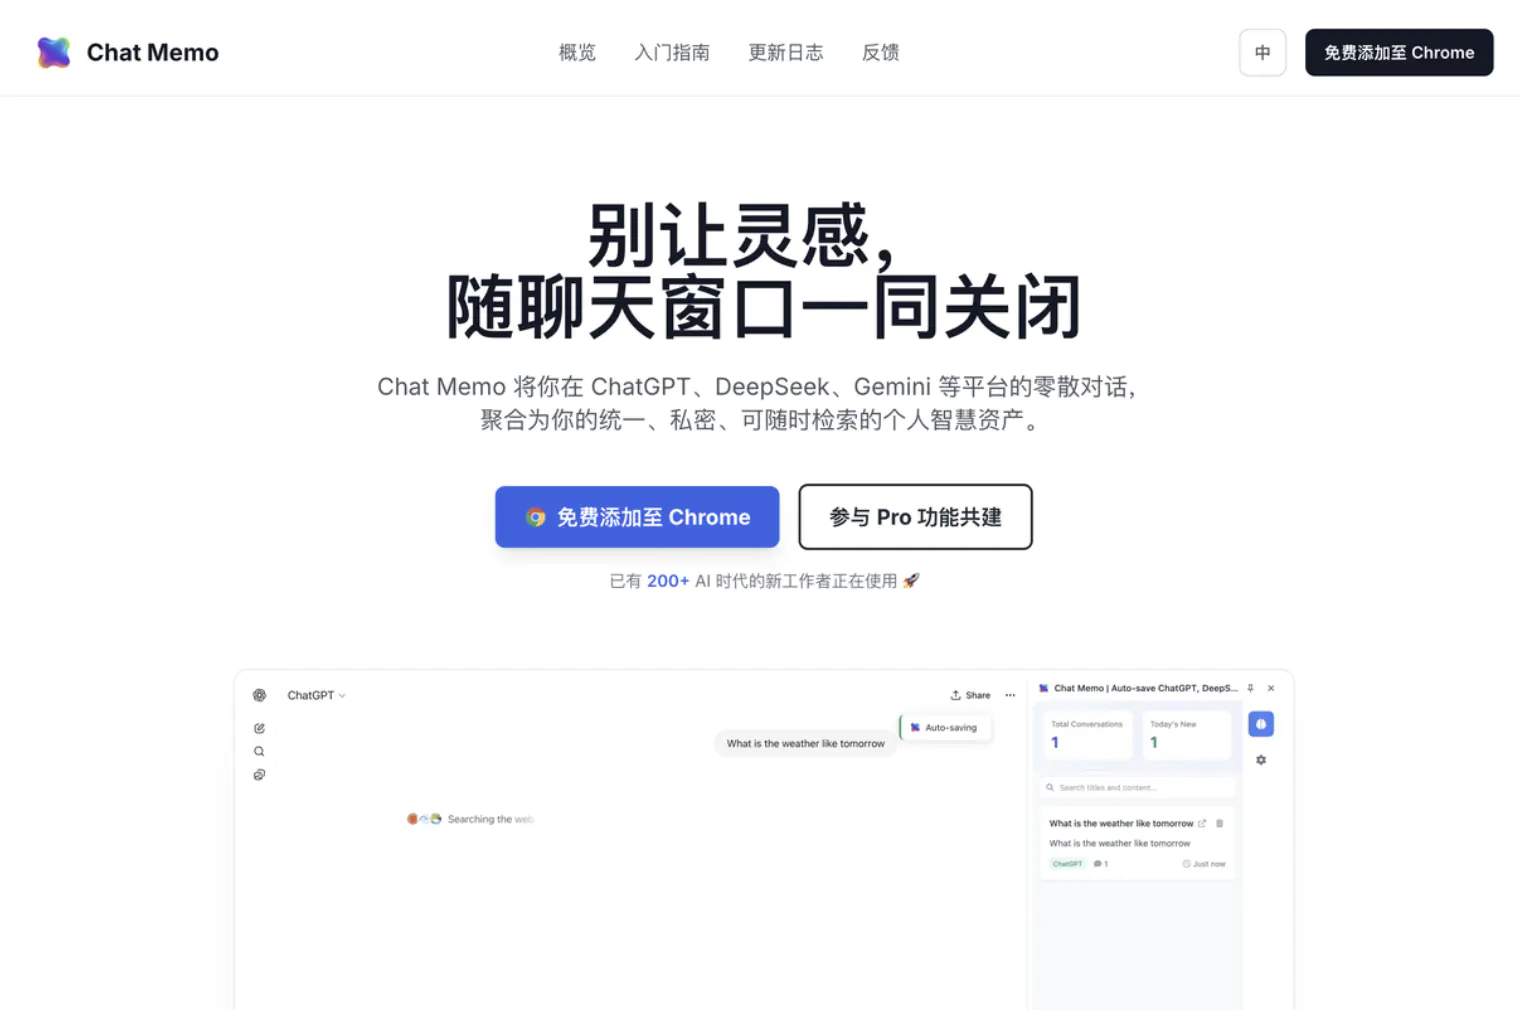 Chat Memo
概览
入门指南
更新日志
反馈
中
免费添加至 Chrome
别让灵感，
随聊天窗口一同关闭
Chat Memo 将你在 ChatGPT、DeepSeek、Gemini 等平台的零散对话，
聚合为你的统一、私密、可随时检索的个人智慧资产。
免费添加至 Chrome
参与 Pro 功能共建
已有 200+ AI 时代的新工作者正在使用 🚀
ChatGPT
Share
Auto-saving
What is the weather like tomorrow
Searching the web
Chat Memo | Auto-save ChatGPT, DeepS...
Total Conversations
1
Today's New
1
Search titles and content...
What is the weather like tomorrow
What is the weather like tomorrow
ChatGPT
1
Just now